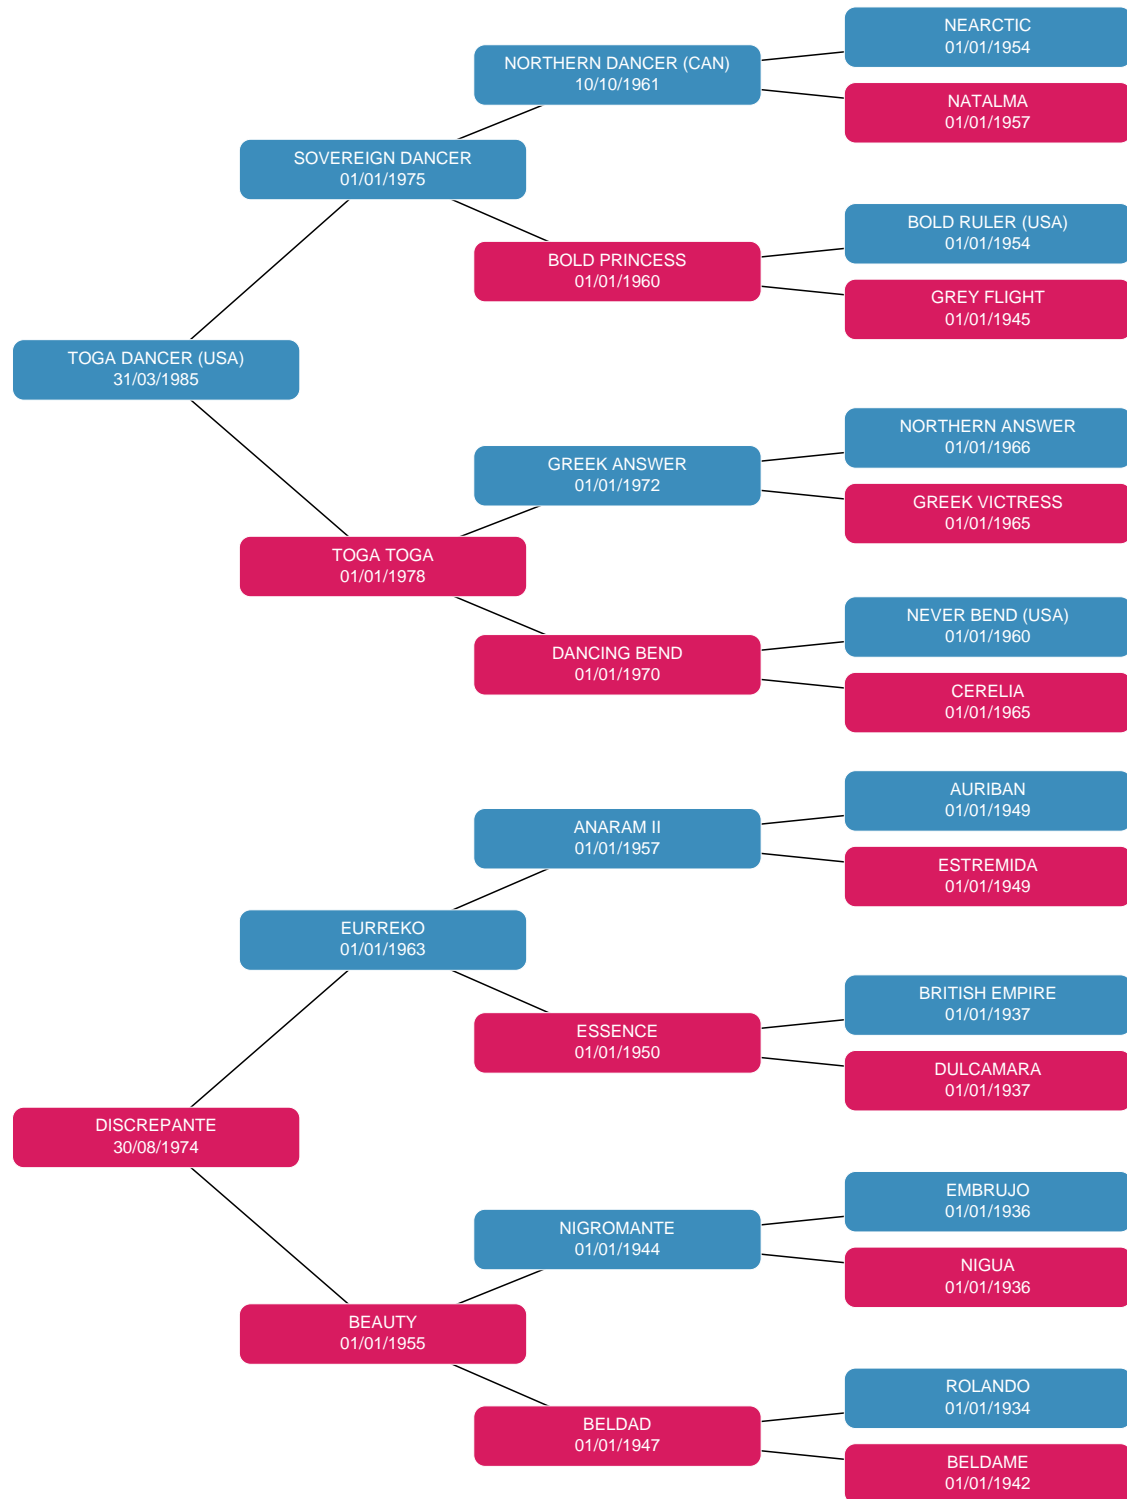 NEARCTIC
01/01/1954
NORTHERN DANCER (CAN)
10/10/1961
NATALMA
01/01/1957
SOVEREIGN DANCER
01/01/1975
BOLD RULER (USA)
01/01/1954
BOLD PRINCESS
01/01/1960
GREY FLIGHT
01/01/1945
TOGA DANCER (USA)
31/03/1985
NORTHERN ANSWER
01/01/1966
GREEK ANSWER
01/01/1972
GREEK VICTRESS
01/01/1965
TOGA TOGA
01/01/1978
NEVER BEND (USA)
01/01/1960
DANCING BEND
01/01/1970
CERELIA
01/01/1965
AURIBAN
01/01/1949
ANARAM II
01/01/1957
ESTREMIDA
01/01/1949
EURREKO
01/01/1963
BRITISH EMPIRE
01/01/1937
ESSENCE
01/01/1950
DULCAMARA
01/01/1937
DISCREPANTE
30/08/1974
EMBRUJO
01/01/1936
NIGROMANTE
01/01/1944
NIGUA
01/01/1936
BEAUTY
01/01/1955
ROLANDO
01/01/1934
BELDAD
01/01/1947
BELDAME
01/01/1942